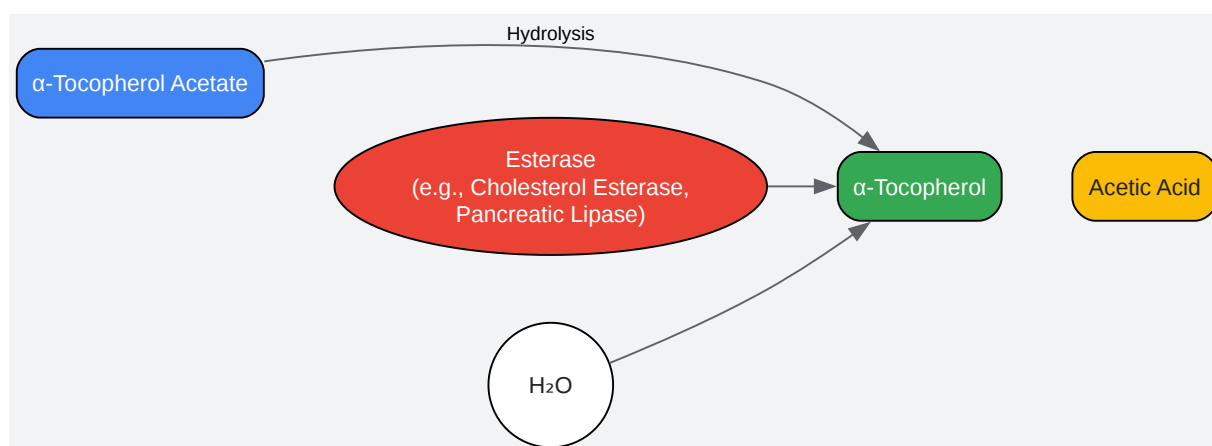 Hydrolysis
α-Tocopherol Acetate
Esterase
(e.g., Cholesterol Esterase,
Pancreatic Lipase)
α-Tocopherol
Acetic Acid
H₂O